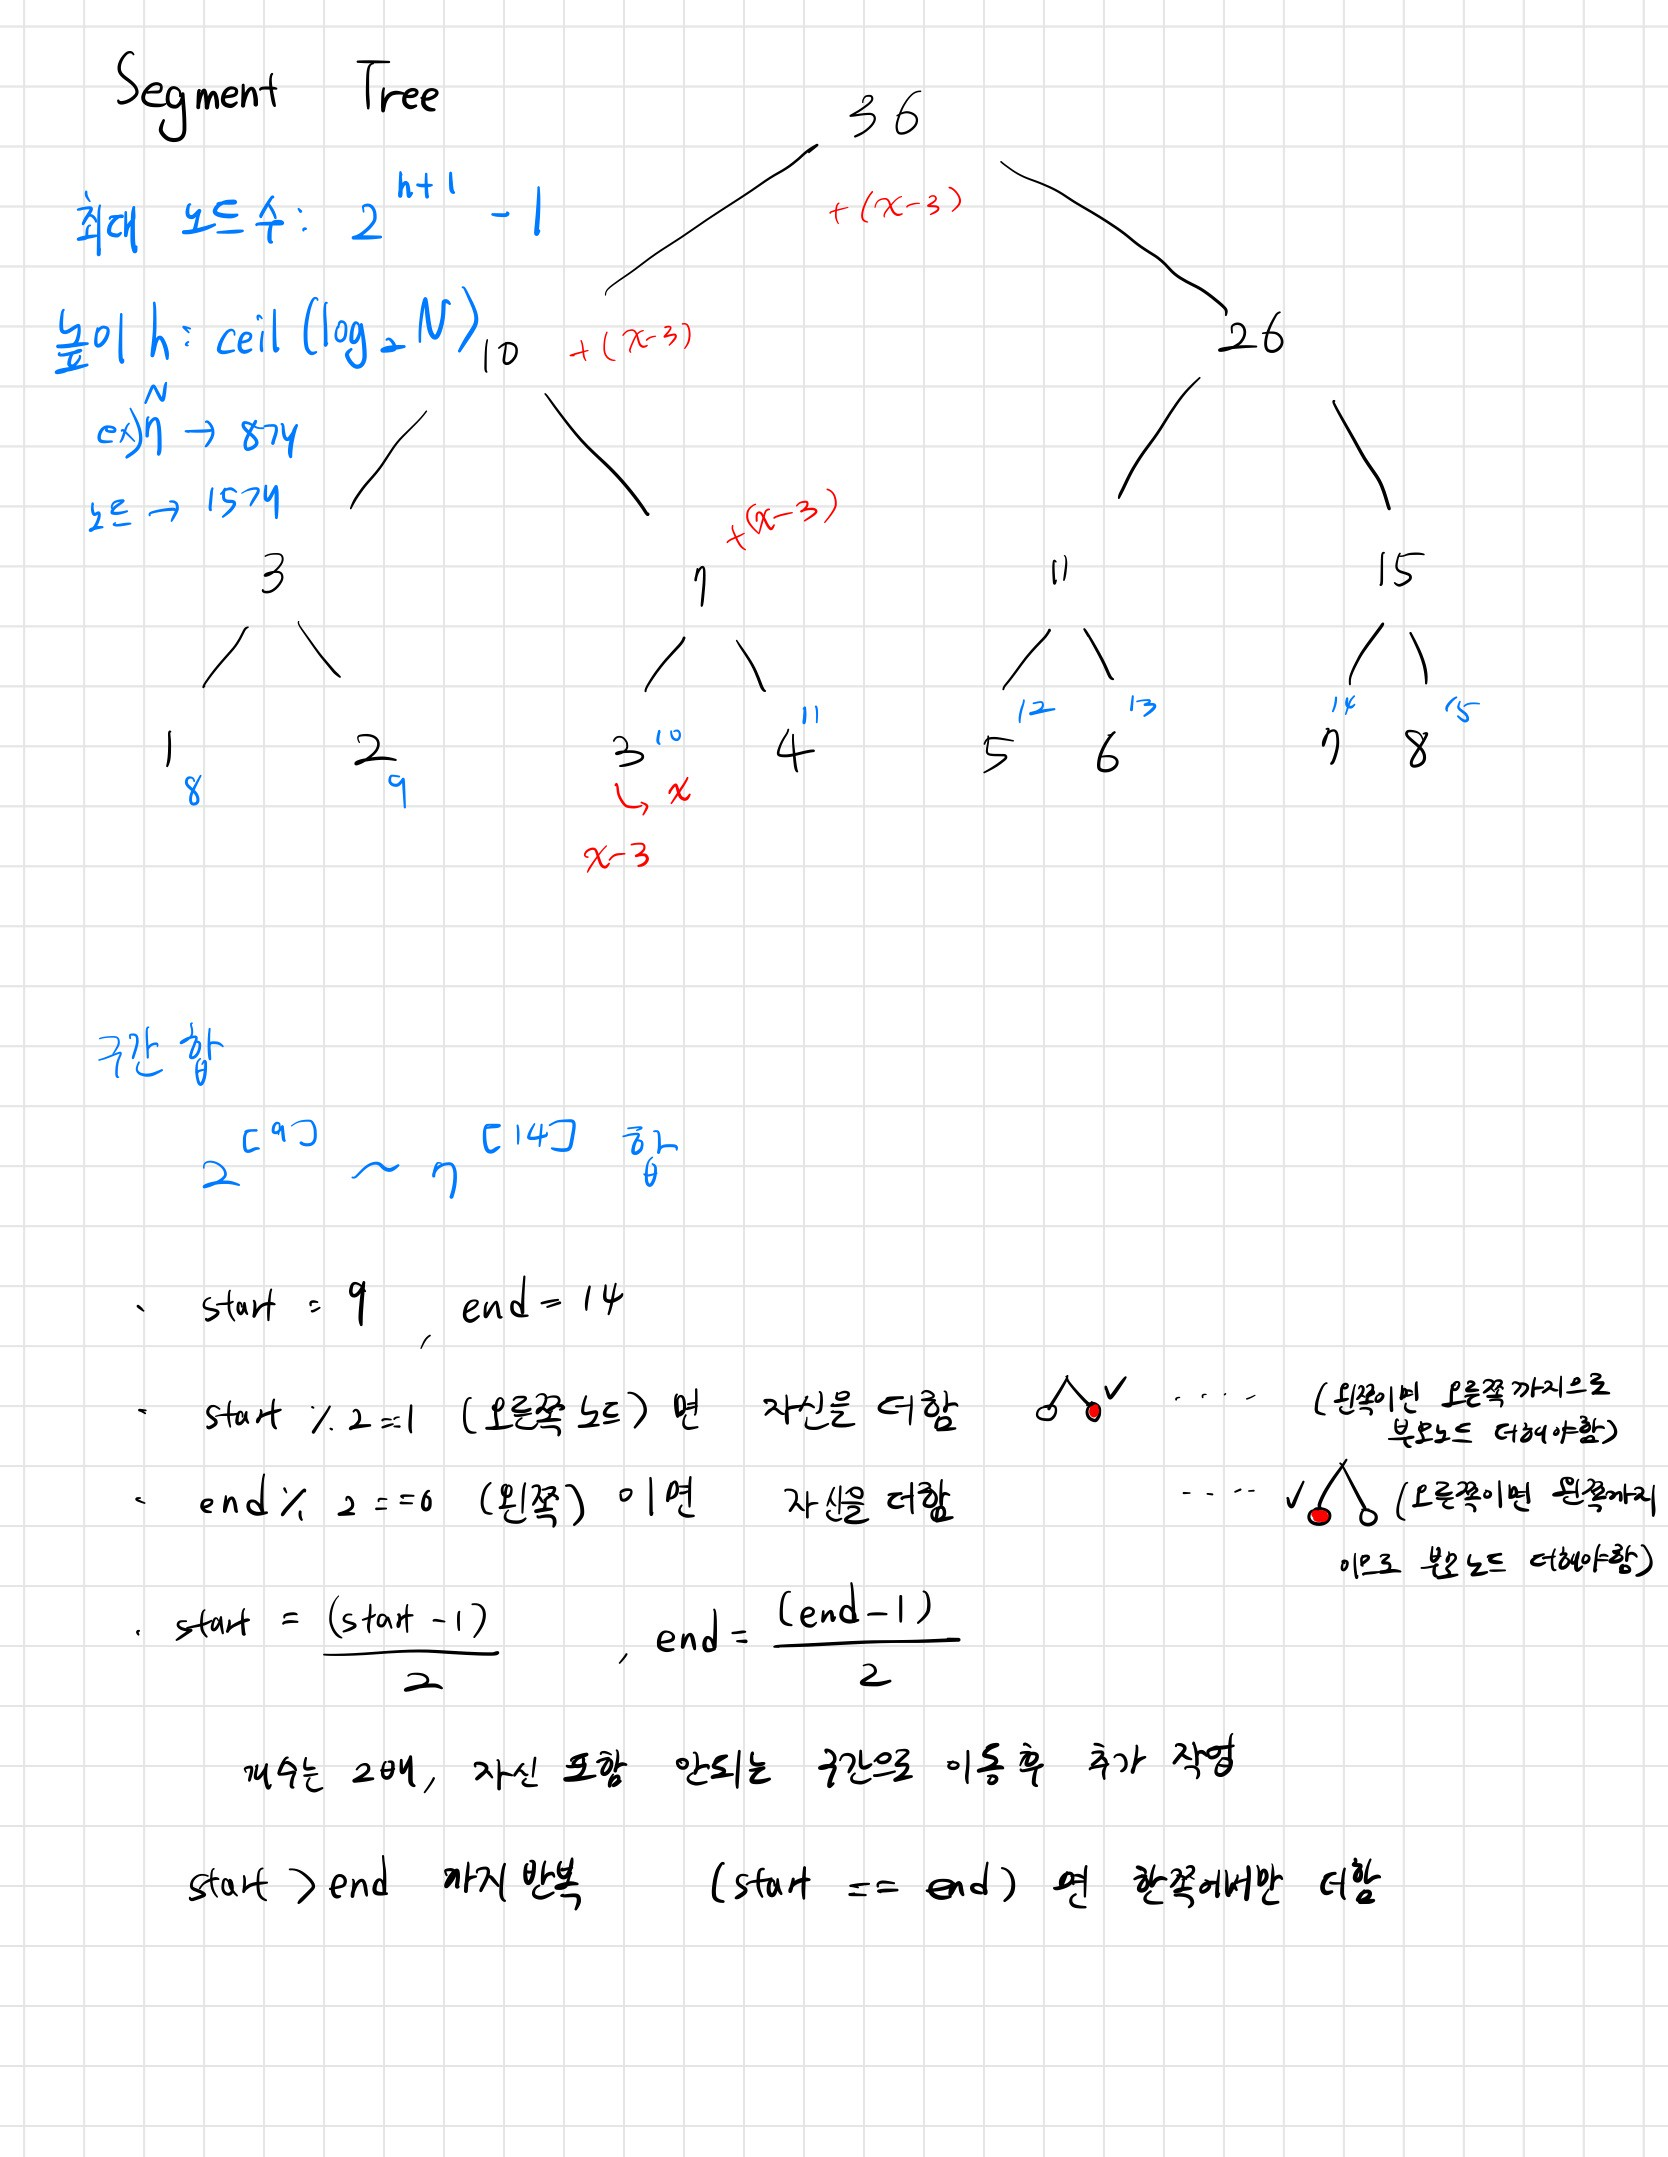 Segment Tree
36
최대 노드수: 2^{h+1} - 1
+(x-3)
높이 h: ceil(log₂N)
10 +(x-3)
26
N
ex) n → 8개
노드 → 15개
+(x-3)
3 7 11 15
12 13 14 15
10 11
1 2 3 4 5 6 7 8
8 9
↳ x
x-3
구간 합
2^{[9]} ~ 7^{[14]} 합
· start = 9 , end = 14
· start % 2==1 (오른쪽 노드) 면 자신을 더함 ✓ ···· (왼쪽이면 오른쪽까지으로
부모노드 더해야함)
· end % 2==0 (왼쪽) 이면 자신을 더함 ---- ✓ (오른쪽이면 왼쪽까지
이므로 부모노드 더해야함)
· start = (start-1)/2 , end = (end-1)/2
개수는 2배, 자신 포함 안되는 구간으로 이동 후 추가 작업
start > end 까지 반복 (start == end) 면 한쪽에서만 더함